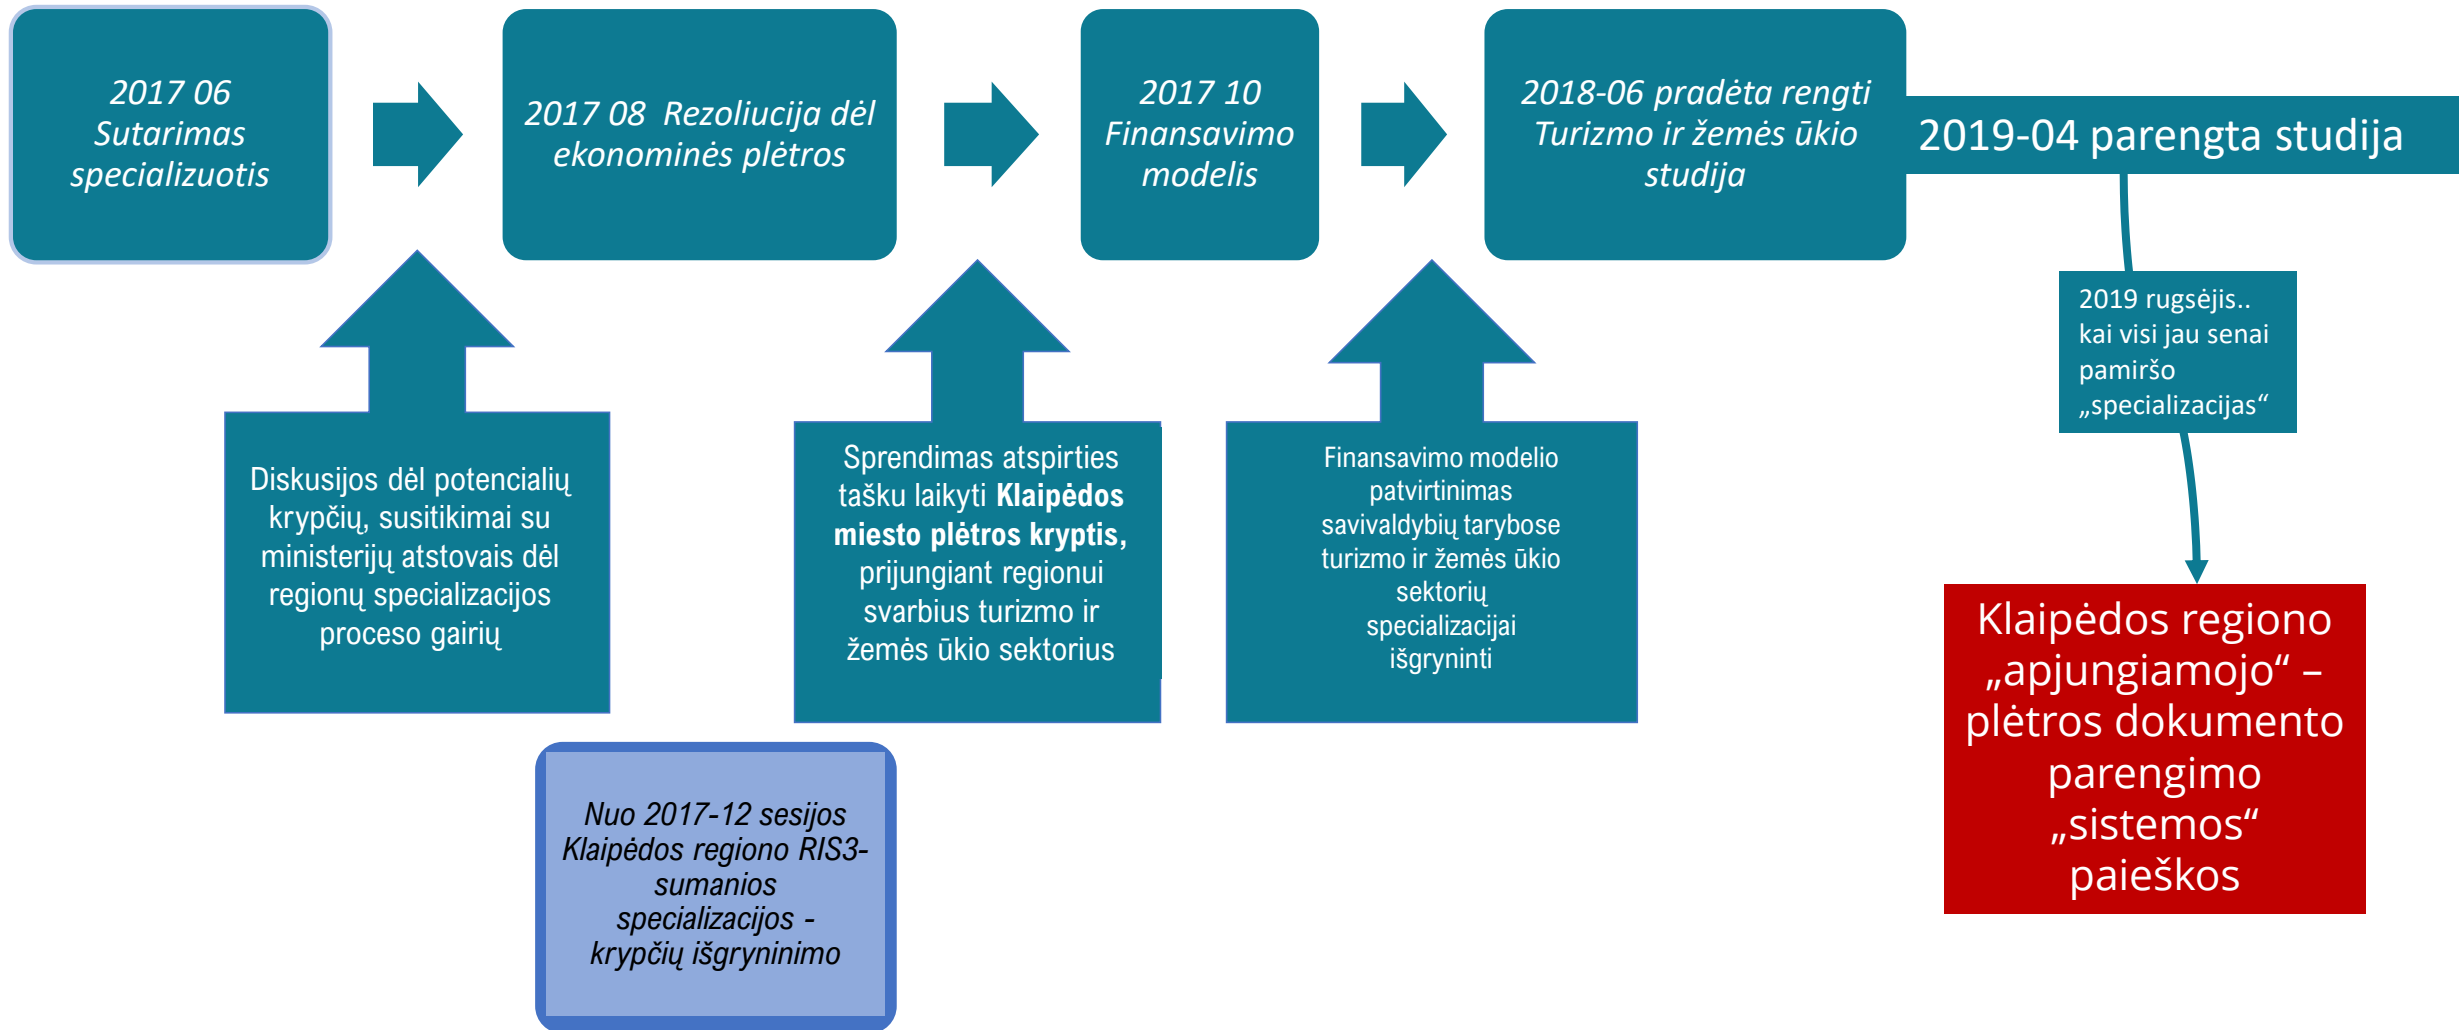 2017 06
Sutarimas
specializuotis
2017 08  Rezoliucija dėl
ekonominės plėtros
2017 10
Finansavimo
modelis
2018-06 pradėta rengti
Turizmo ir žemės ūkio
studija
2019-04 parengta studija
2019 rugsėjis..
kai visi jau senai
pamiršo
„specializacijas“
Diskusijos dėl potencialių
krypčių, susitikimai su
ministerijų atstovais dėl
regionų specializacijos
proceso gairių
Sprendimas atspirties
tašku laikyti Klaipėdos
miesto plėtros kryptis,
prijungiant regionui
svarbius turizmo ir
žemės ūkio sektorius
Finansavimo modelio
patvirtinimas
savivaldybių tarybose
turizmo ir žemės ūkio
sektorių
specializacijai
išgryninti
Klaipėdos regiono
„apjungiamojo“ –
plėtros dokumento
parengimo
„sistemos“
paieškos
Nuo 2017-12 sesijos
Klaipėdos regiono RIS3-
sumanios
specializacijos -
krypčių išgryninimo